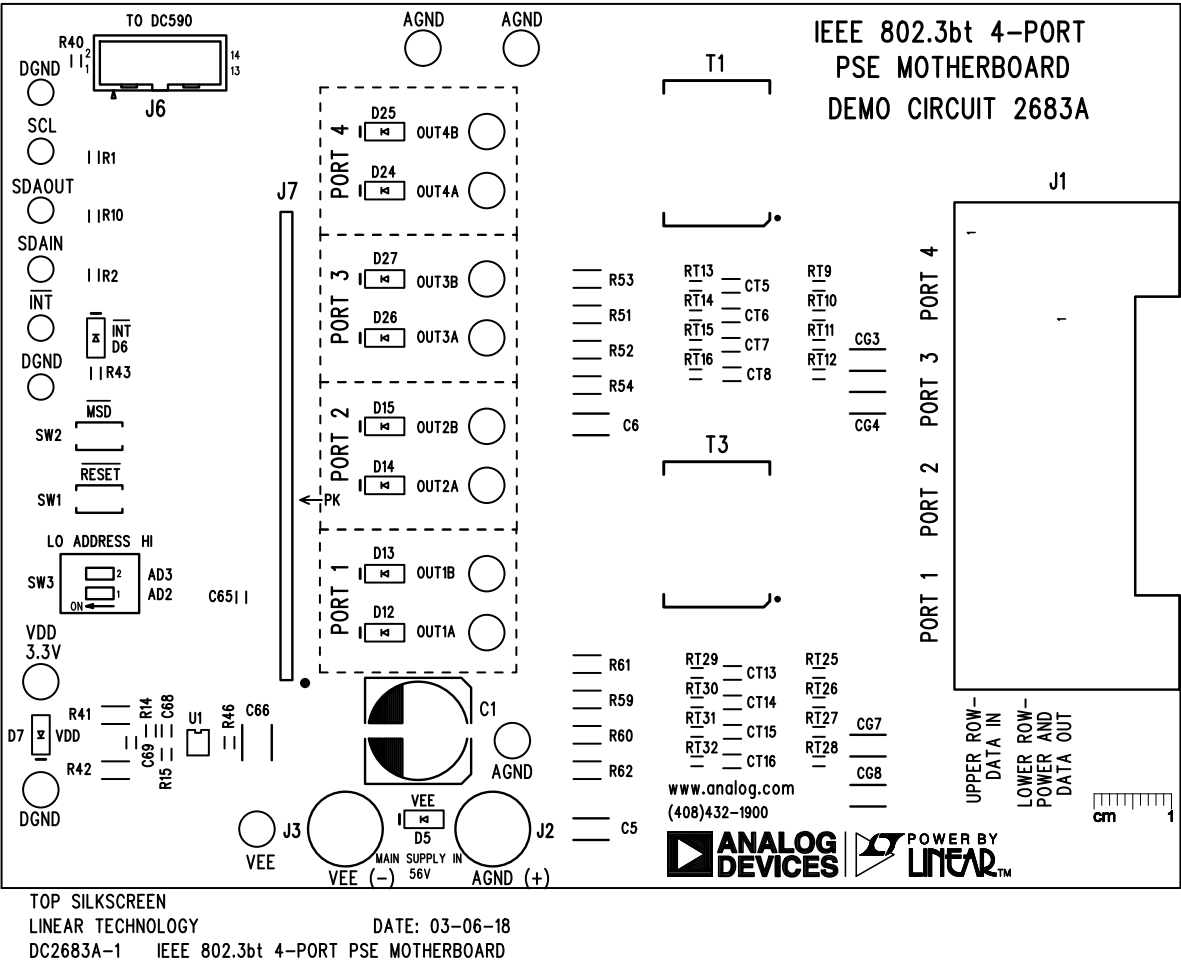 TO DC590
R40
2
1
14
13
J6
DGND
SCL
R1
SDAOUT
R10
SDAIN
R2
INT
INT
D6
DGND
R43
MSD
SW2
RESET
SW1
LO ADDRESS HI
SW3
2
1
ON
AD3
AD2
C65
VDD
3.3V
R41
D7
VDD
R42
R14
C68
C69
R15
U1
R46
C66
DGND
AGND
AGND
J7
PORT 4
D25
OUT4B
D24
OUT4A
PORT 3
D27
OUT3B
D26
OUT3A
PORT 2
D15
OUT2B
D14
OUT2A
PK
PORT 1
D13
OUT1B
D12
OUT1A
C1
AGND
VEE
J3
VEE
D5
J2
MAIN SUPPLY IN
56V
VEE (-)
AGND (+)
R53
R51
R52
R54
C6
R61
R59
R60
R62
C5
T1
RT13
RT14
RT15
RT16
CT5
CT6
CT7
CT8
RT9
RT10
RT11
RT12
CG3
CG4
T3
RT29
RT30
RT31
RT32
CT13
CT14
CT15
CT16
RT25
RT26
RT27
RT28
CG7
CG8
IEEE 802.3bt 4-PORT
PSE MOTHERBOARD
DEMO CIRCUIT 2683A
J1
1
1
PORT 4
PORT 3
PORT 2
PORT 1
UPPER ROW-
DATA IN
LOWER ROW-
POWER AND
DATA OUT
cm 1
www.analog.com
(408)432-1900
ANALOG
DEVICES
POWER BY
LINEAR™
TOP SILKSCREEN
LINEAR TECHNOLOGY DATE: 03-06-18
DC2683A-1 IEEE 802.3bt 4-PORT PSE MOTHERBOARD